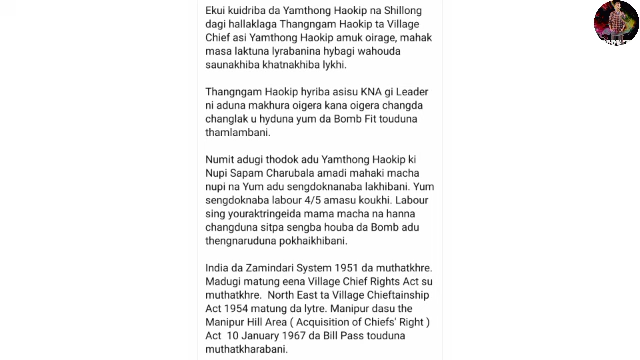 Ekui kuidriba da Yamthong Haokip na Shillong
dagi hallaklaga Thangngam Haokip ta Village
Chief asi Yamthong Haokip amuk oirage, mahak
masa laktuna lyrabanina hybagi wahouda
saunakhiba khatnakhiba lykhi.
Thangngam Haokip hyriba asisu KNA gi Leader
ni aduna makhura oigera kana oigera changda
changlak u hyduna yum da Bomb Fit touduna
thamlambani.
Numit adugi thodok adu Yamthong Haokip ki
Nupi Sapam Charubala amadi mahaki macha
nupi na Yum adu sengdoknanaba lakhibani. Yum
sengdoknaba labour 4/5 amasu koukhi. Labour
sing youraktringeida mama macha na hanna
changduna sitpa sengba houba da Bomb adu
thengnaruduna pokhaikhibani.
India da Zamindari System 1951 da muthatkhre.
Madugi matung eena Village Chief Rights Act su
muthatkhre.  North East ta Village Chieftainship
Act 1954 matung da lytre. Manipur dasu the
Manipur Hill Area ( Acquisition of Chiefs' Right )
Act  10 January 1967 da Bill Pass touduna
muthatkharabani.